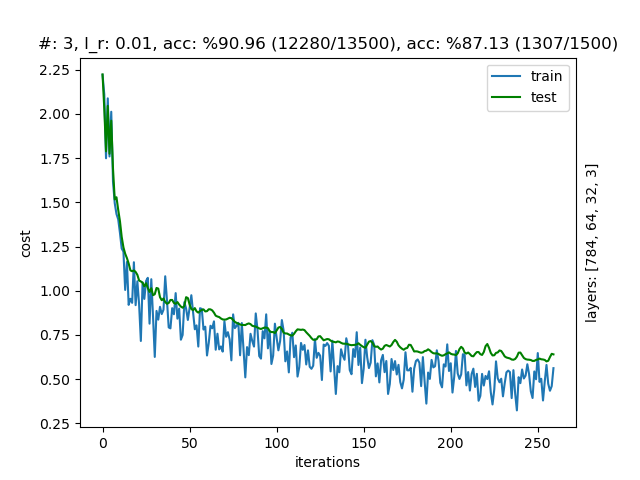 #: 3, l_r: 0.01, acc: %90.96 (12280/13500), acc: %87.13 (1307/1500)
train
test
2.25
2.00
1.75
1.50
1.25
1.00
0.75
0.50
0.25
cost
0
50
100
150
200
250
iterations
layers: [784, 64, 32, 3]